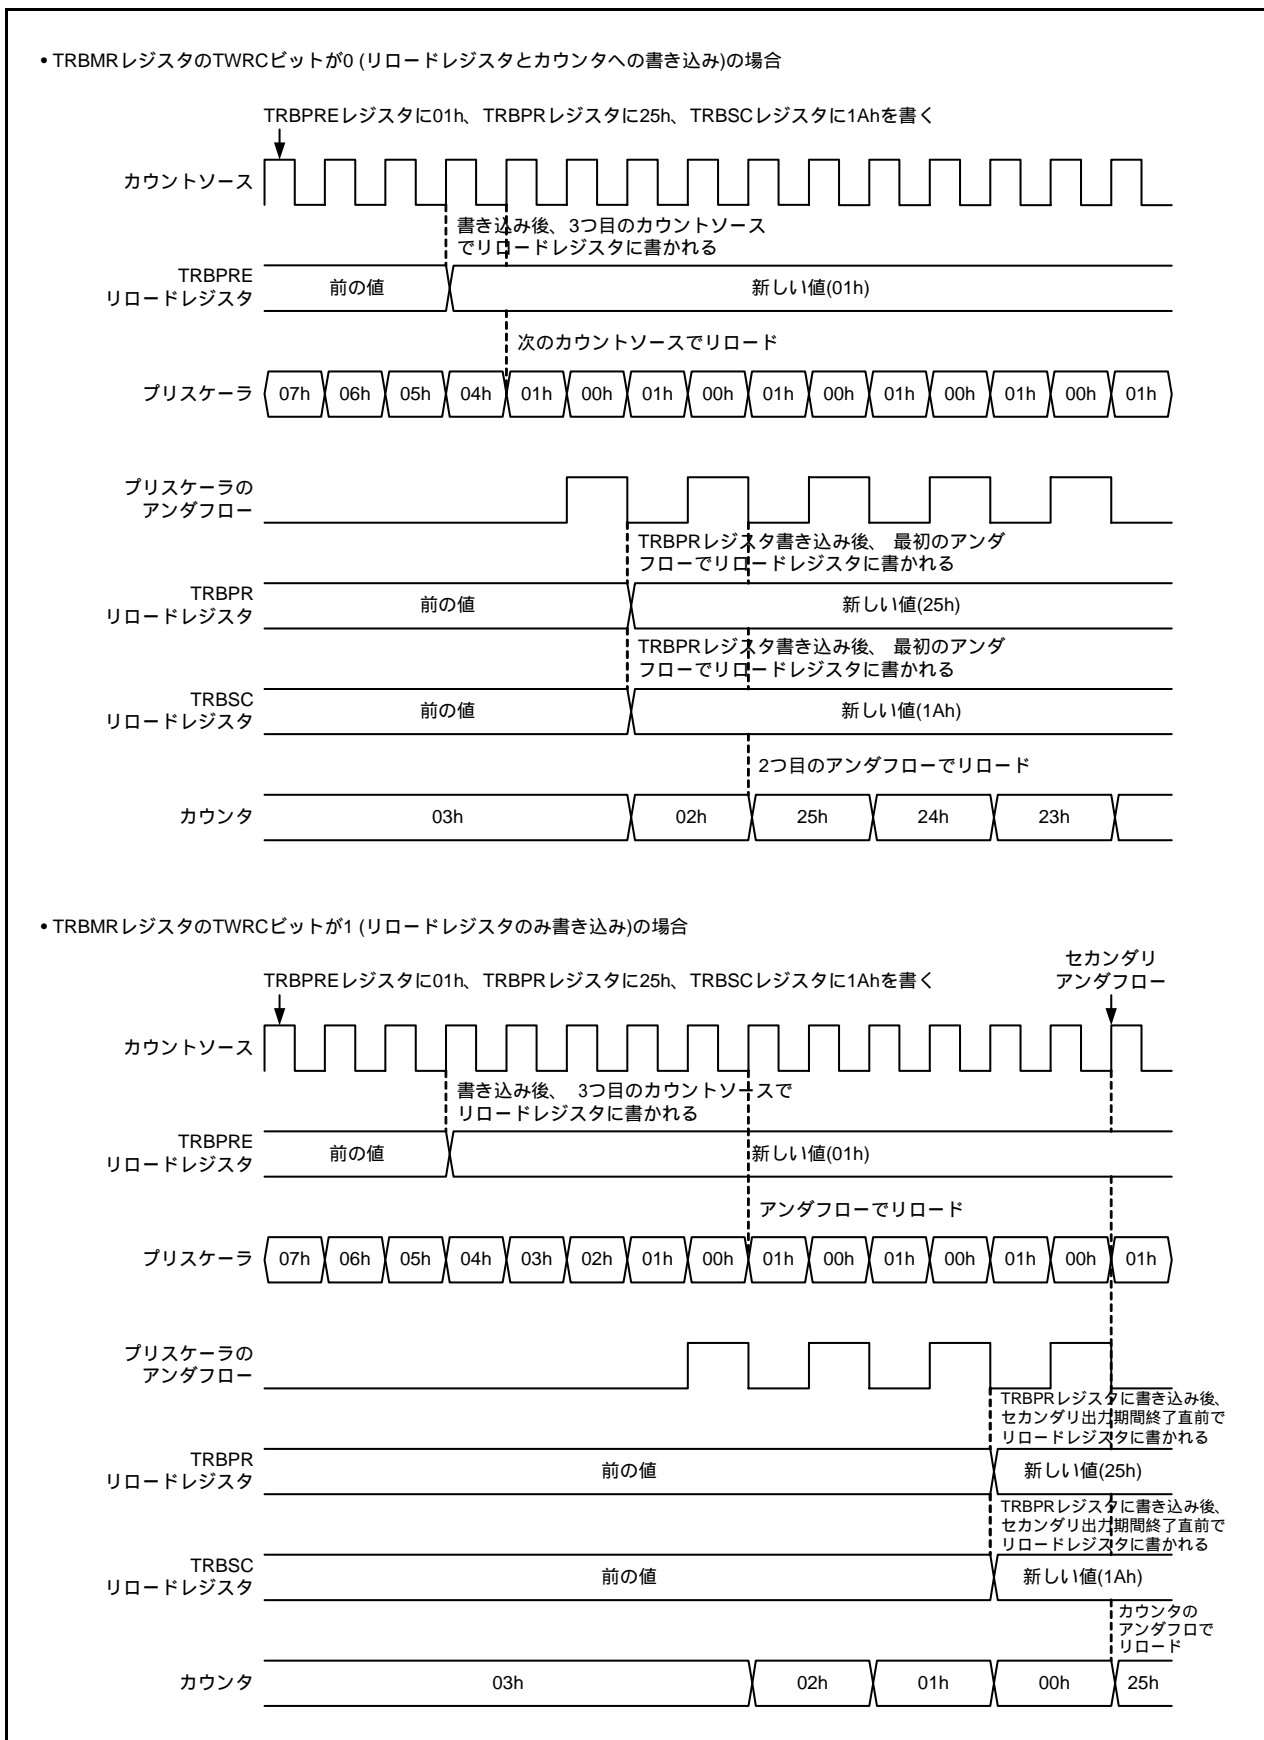 • TRBMRレジスタのTWRCビットが0 (リロードレジスタとカウンタへの書き込み)の場合
TRBPREレジスタに01h、TRBPRレジスタに25h、TRBSCレジスタに1Ahを書く
カウントソース
書き込み後、3つ目のカウントソース
でリロードレジスタに書かれる
TRBPRE
リロードレジスタ
前の値 新しい値(01h)
次のカウントソースでリロード
プリスケーラ 07h 06h 05h 04h 01h 00h 01h 00h 01h 00h 01h 00h 01h 00h 01h
プリスケーラの
アンダフロー
TRBPRレジスタ書き込み後、 最初のアンダ
フローでリロードレジスタに書かれる
TRBPR
リロードレジスタ
前の値 新しい値(25h)
TRBPRレジスタ書き込み後、 最初のアンダ
フローでリロードレジスタに書かれる
TRBSC
リロードレジスタ
前の値 新しい値(1Ah)
2つ目のアンダフローでリロード
カウンタ 03h 02h 25h 24h 23h
• TRBMRレジスタのTWRCビットが1 (リロードレジスタのみ書き込み)の場合
セカンダリ
アンダフロー
TRBPREレジスタに01h、TRBPRレジスタに25h、TRBSCレジスタに1Ahを書く
カウントソース
書き込み後、 3つ目のカウントソースで
リロードレジスタに書かれる
TRBPRE
リロードレジスタ
前の値 新しい値(01h)
アンダフローでリロード
プリスケーラ 07h 06h 05h 04h 03h 02h 01h 00h 01h 00h 01h 00h 01h 00h 01h
プリスケーラの
アンダフロー
TRBPRレジスタに書き込み後、
セカンダリ出力期間終了直前で
リロードレジスタに書かれる
TRBPR
リロードレジスタ
前の値 新しい値(25h)
TRBPRレジスタに書き込み後、
セカンダリ出力期間終了直前で
リロードレジスタに書かれる
TRBSC
リロードレジスタ
前の値 新しい値(1Ah)
カウンタの
アンダフロで
リロード
カウンタ 03h 02h 01h 00h 25h